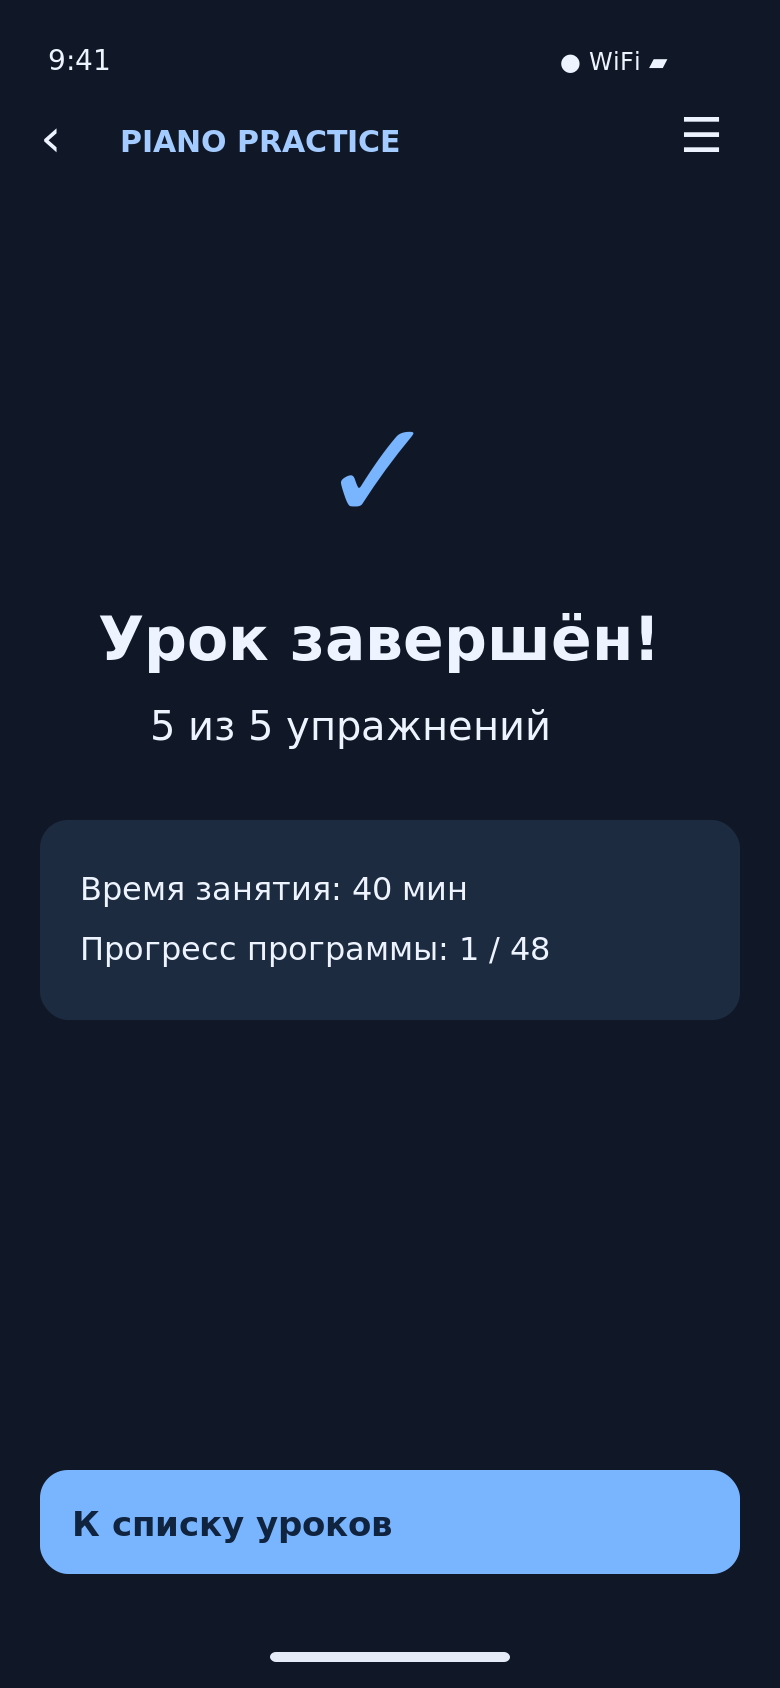 9:41
● WiFi ▰
‹ PIANO PRACTICE ☰
✓
Урок завершён!
5 из 5 упражнений
Время занятия: 40 мин
Прогресс программы: 1 / 48
К списку уроков